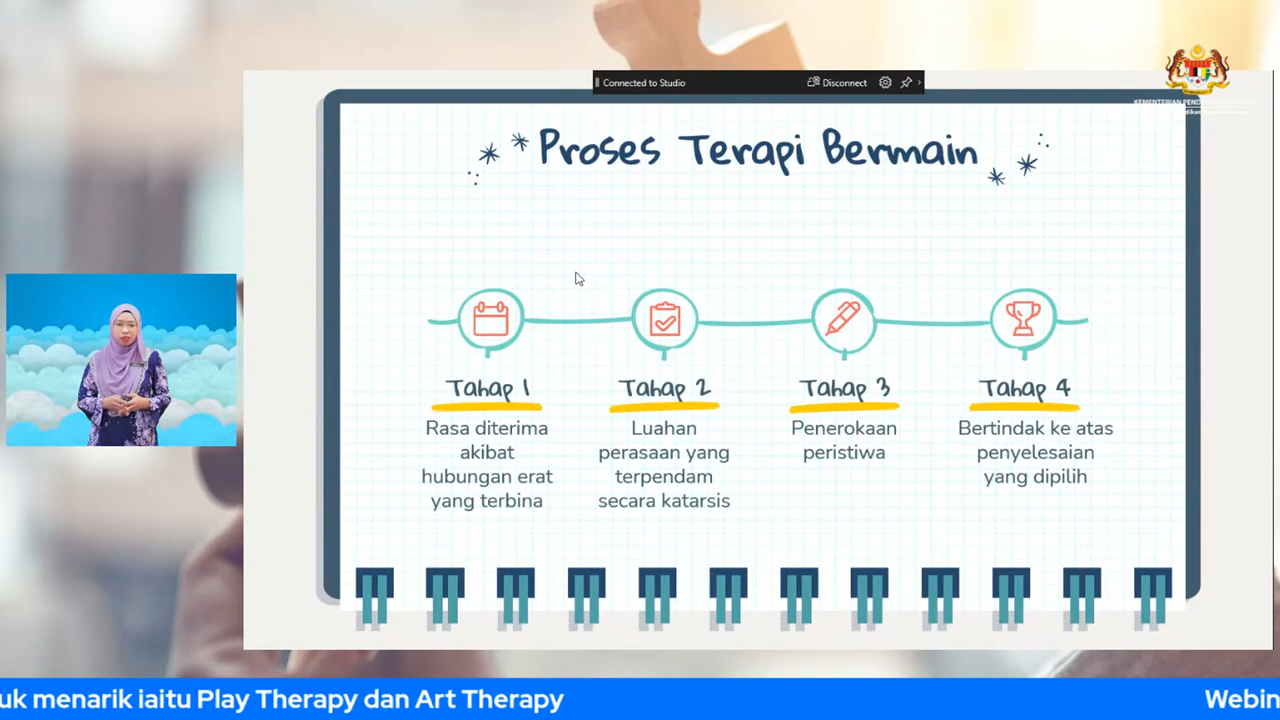 Connected to Studio
Disconnect
Proses Terapi Bermain
Tahap 1
Rasa diterima
akibat
hubungan erat
yang terbina
Tahap 2
Luahan
perasaan yang
terpendam
secara katarsis
Tahap 3
Penerokaan
peristiwa
Tahap 4
Bertindak ke atas
penyelesaian
yang dipilih
uk menarik iaitu Play Therapy dan Art Therapy
Webin